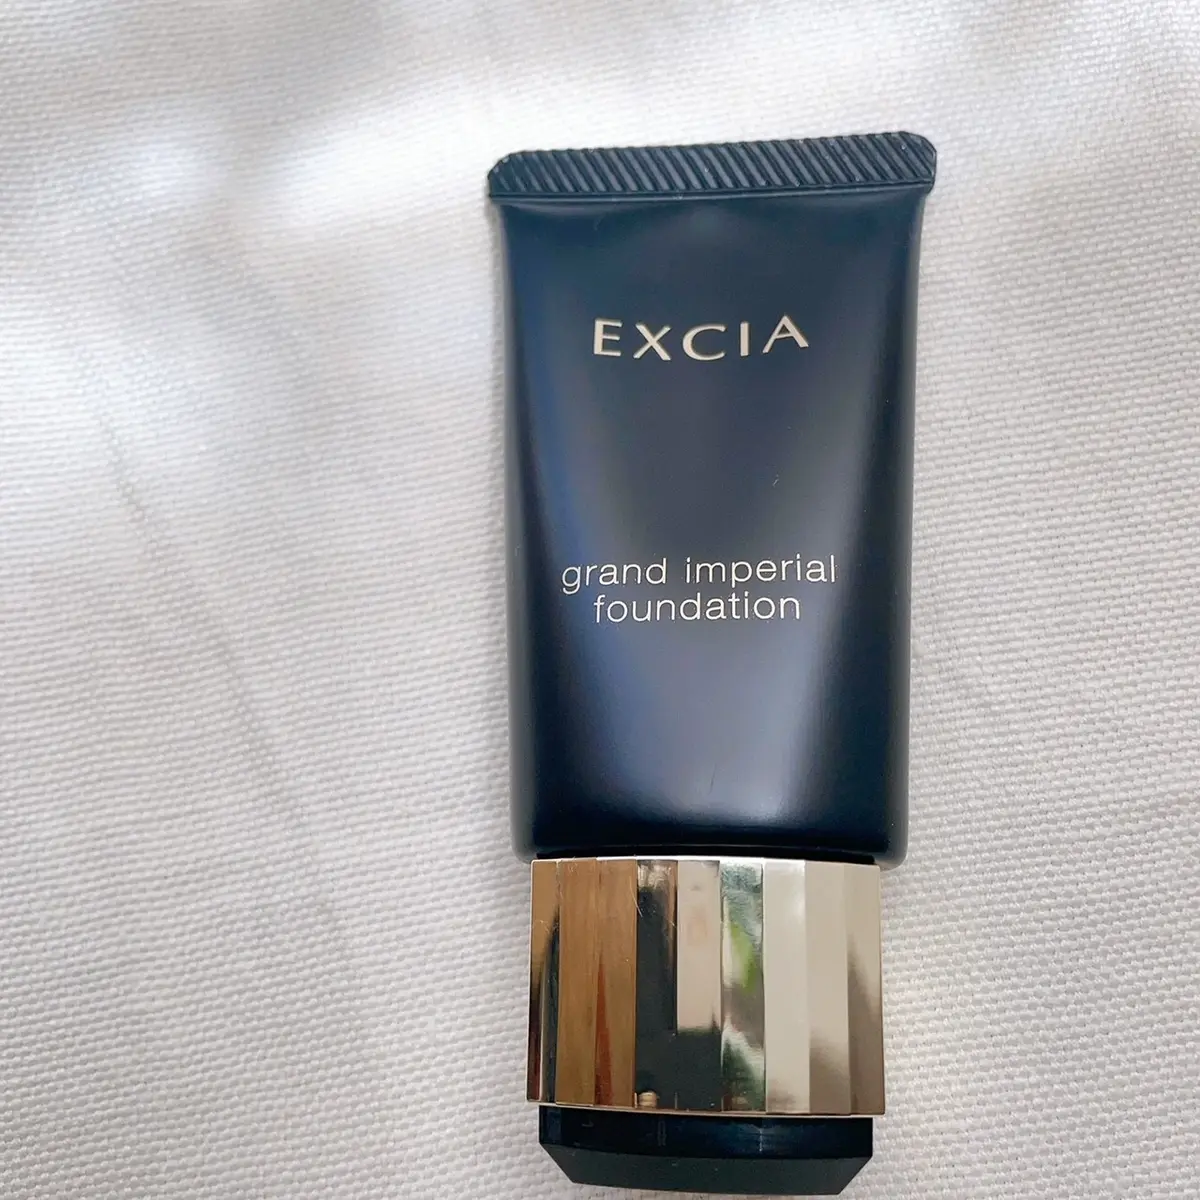 EXCIA
grand imperial
foundation